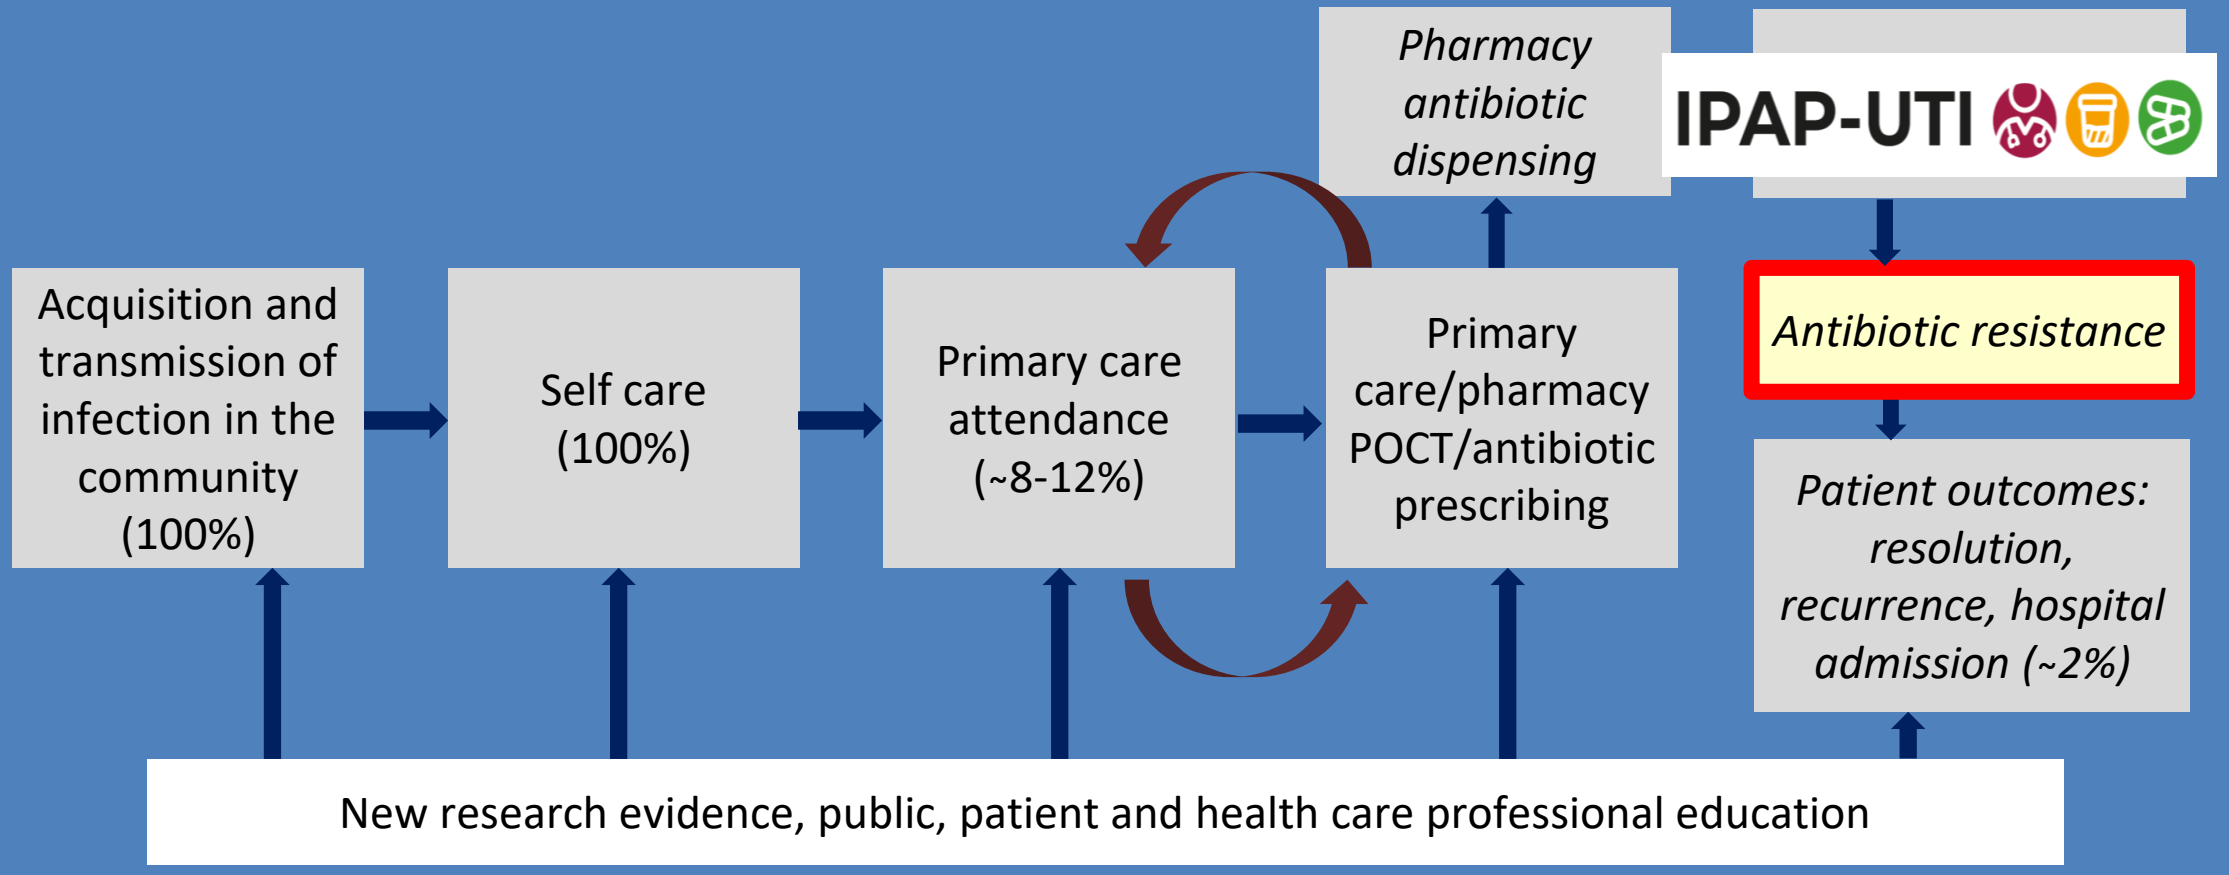 Pharmacy
antibiotic
dispensing
IPAP-UTI
Acquisition and
transmission of
infection in the
community
(100%)
Self care
(100%)
Primary care
attendance
(~8-12%)
Primary
care/pharmacy
POCT/antibiotic
prescribing
Antibiotic resistance
Patient outcomes:
resolution,
recurrence, hospital
admission (~2%)
New research evidence, public, patient and health care professional education